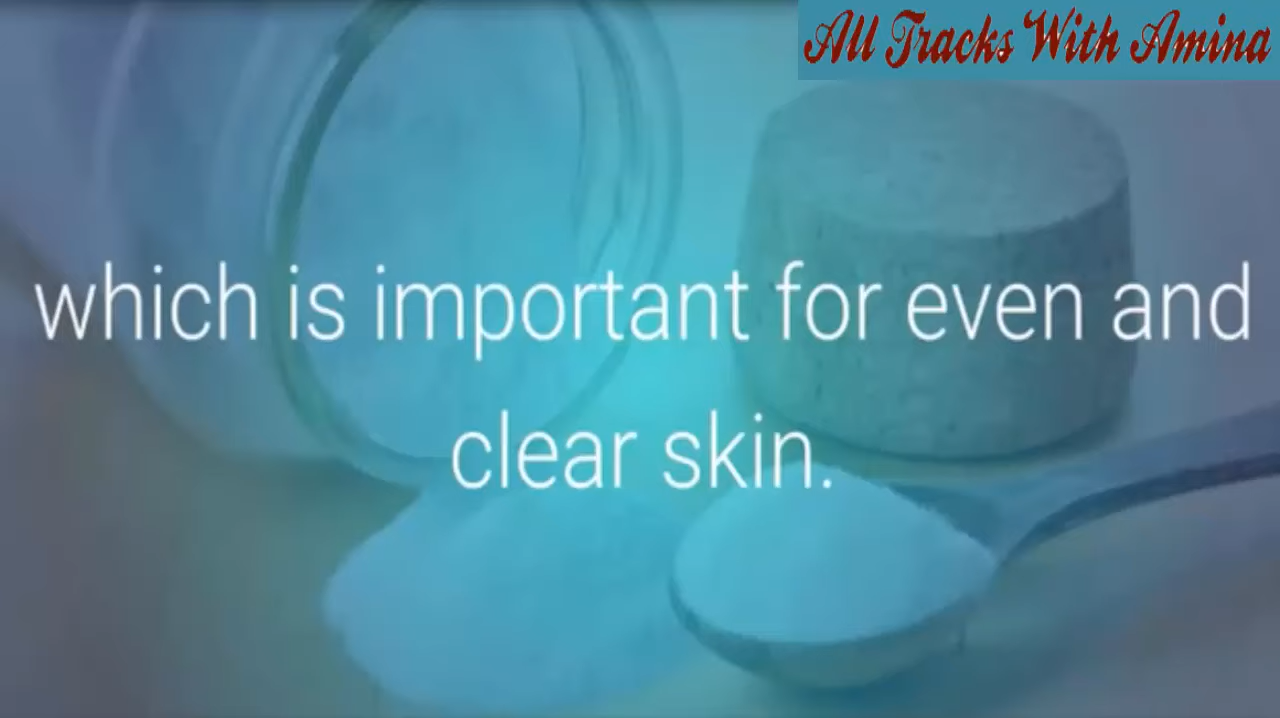 All Tracks With Amina
which is important for even and
clear skin.